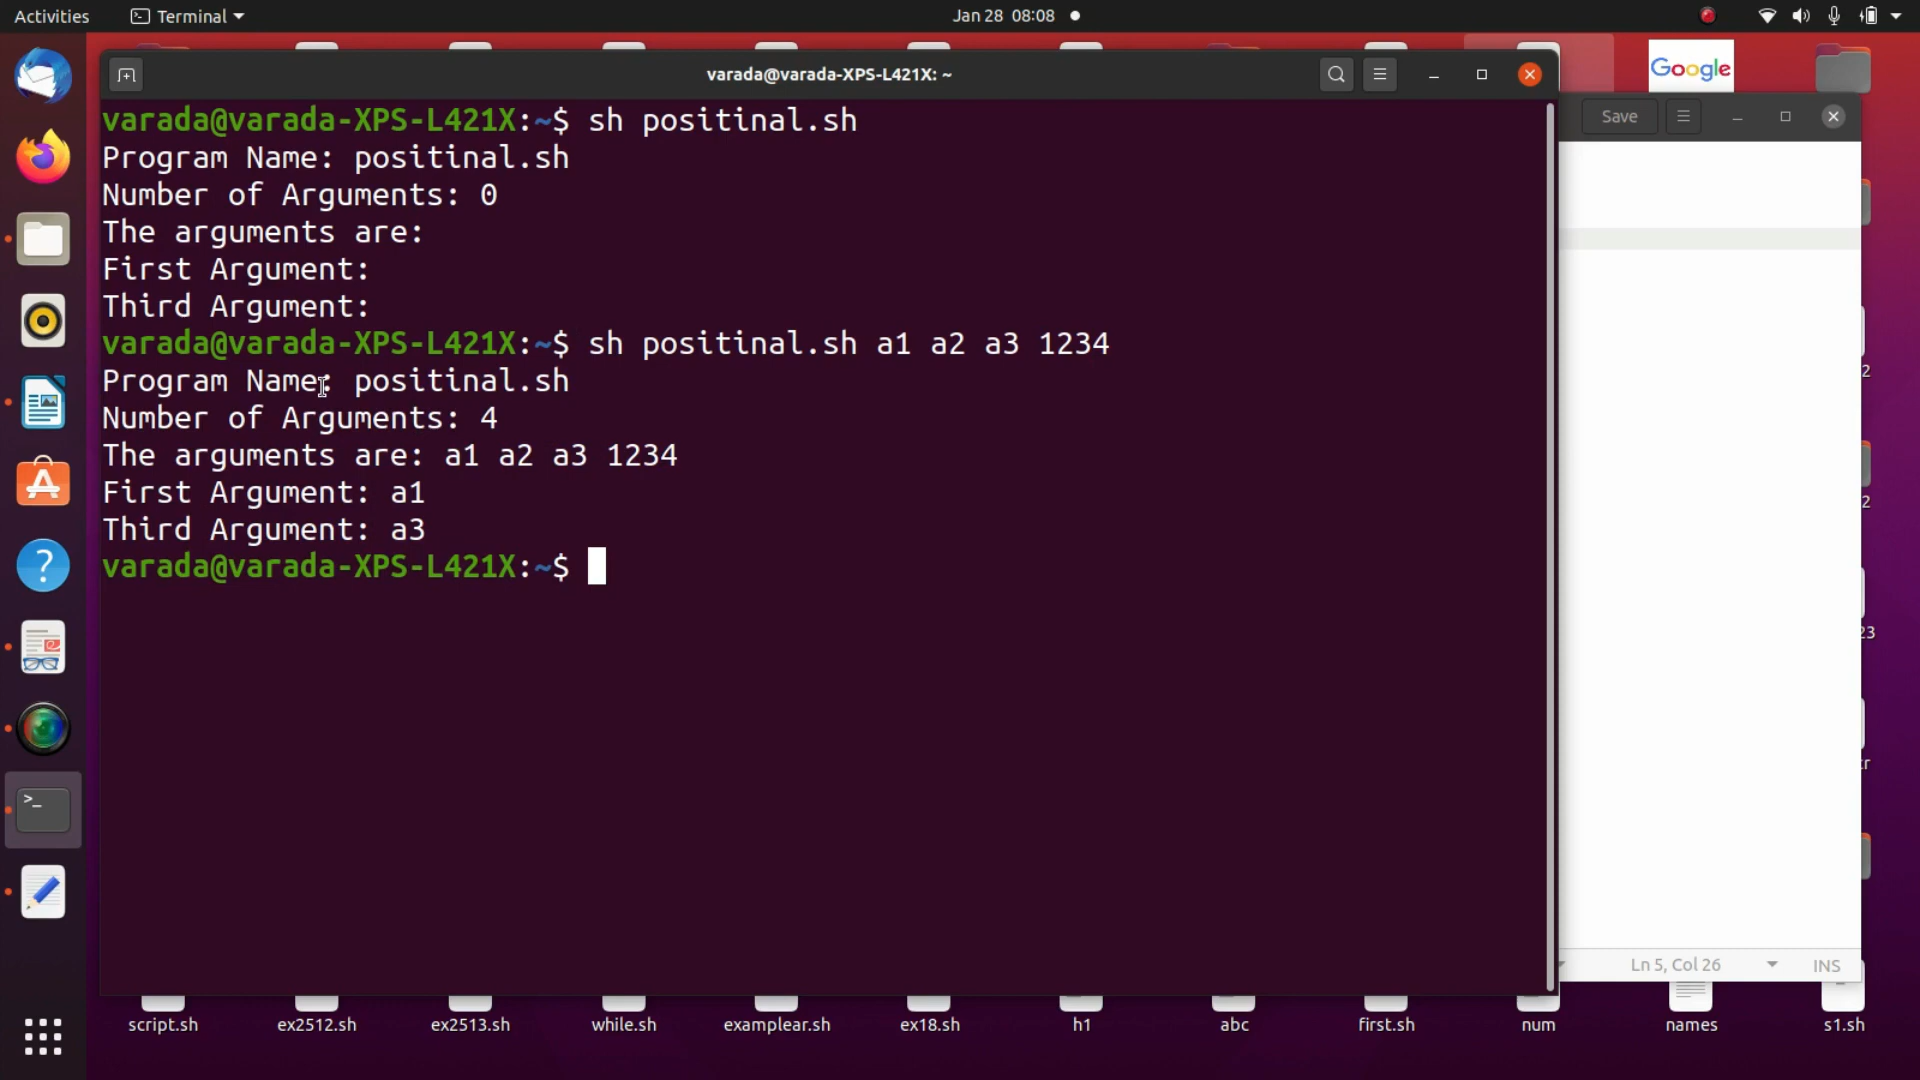 Activities
Terminal
Jan 28 08:08
varada@varada-XPS-L421X: ~
Google
Save
varada@varada-XPS-L421X:~$ sh positinal.sh
Program Name: positinal.sh
Number of Arguments: 0
The arguments are:
First Argument:
Third Argument:
varada@varada-XPS-L421X:~$ sh positinal.sh a1 a2 a3 1234
Program Name: positinal.sh
Number of Arguments: 4
The arguments are: a1 a2 a3 1234
First Argument: a1
Third Argument: a3
varada@varada-XPS-L421X:~$
2
2
23
Ln 5, Col 26
INS
script.sh
ex2512.sh
ex2513.sh
while.sh
examplear.sh
ex18.sh
h1
abc
first.sh
num
names
s1.sh